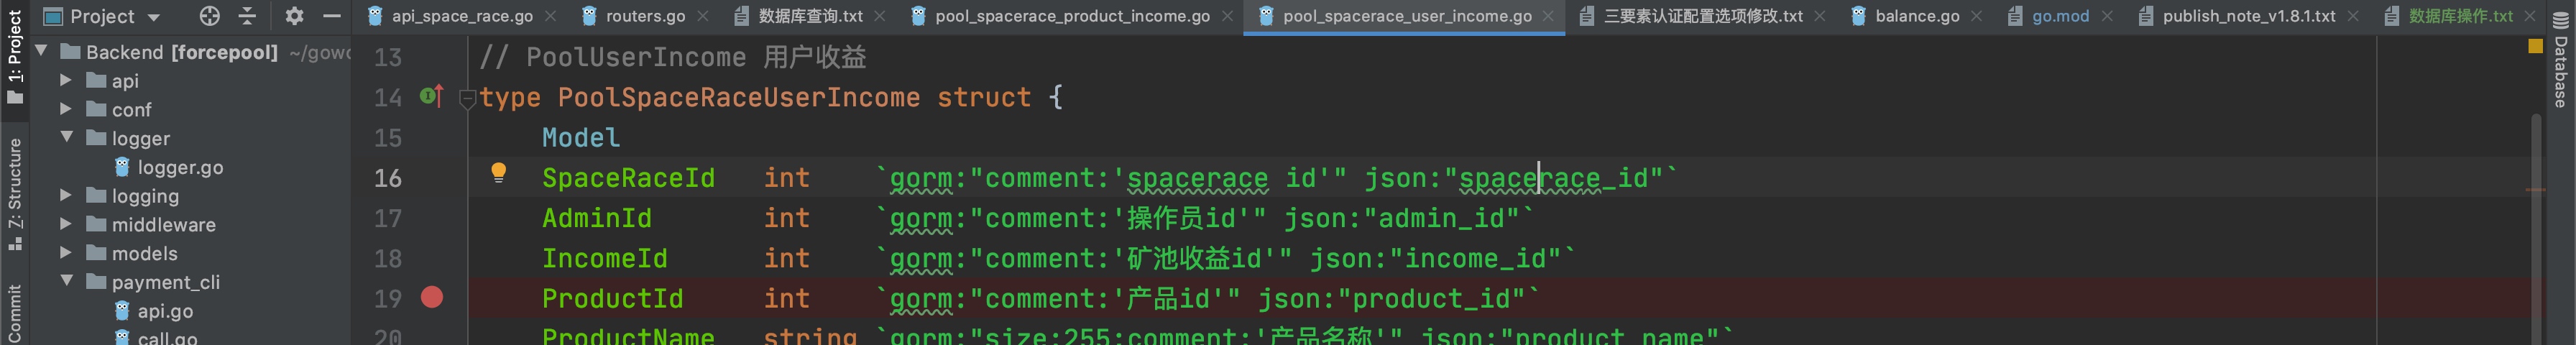 Project
api_space_race.go
routers.go
数据库查询.txt
pool_spacerace_product_income.go
pool_spacerace_user_income.go
三要素认证配置选项修改.txt
balance.go
go.mod
publish_note_v1.8.1.txt
数据库操作.txt
1: Project
Z: Structure
Commit
Backend [forcepool] ~/gowo
api
conf
logger
logger.go
logging
middleware
models
payment_cli
api.go
call.go
13 // PoolUserIncome 用户收益
14 type PoolSpaceRaceUserIncome struct {
15 Model
16 SpaceRaceId int `gorm:"comment:'spacerace id'" json:"spacerace_id"`
17 AdminId int `gorm:"comment:'操作员id'" json:"admin_id"`
18 IncomeId int `gorm:"comment:'矿池收益id'" json:"income_id"`
19 ProductId int `gorm:"comment:'产品id'" json:"product_id"`
20 ProductName string `gorm:"size:255;comment:'产品名称'" json:"product_name"`
Database